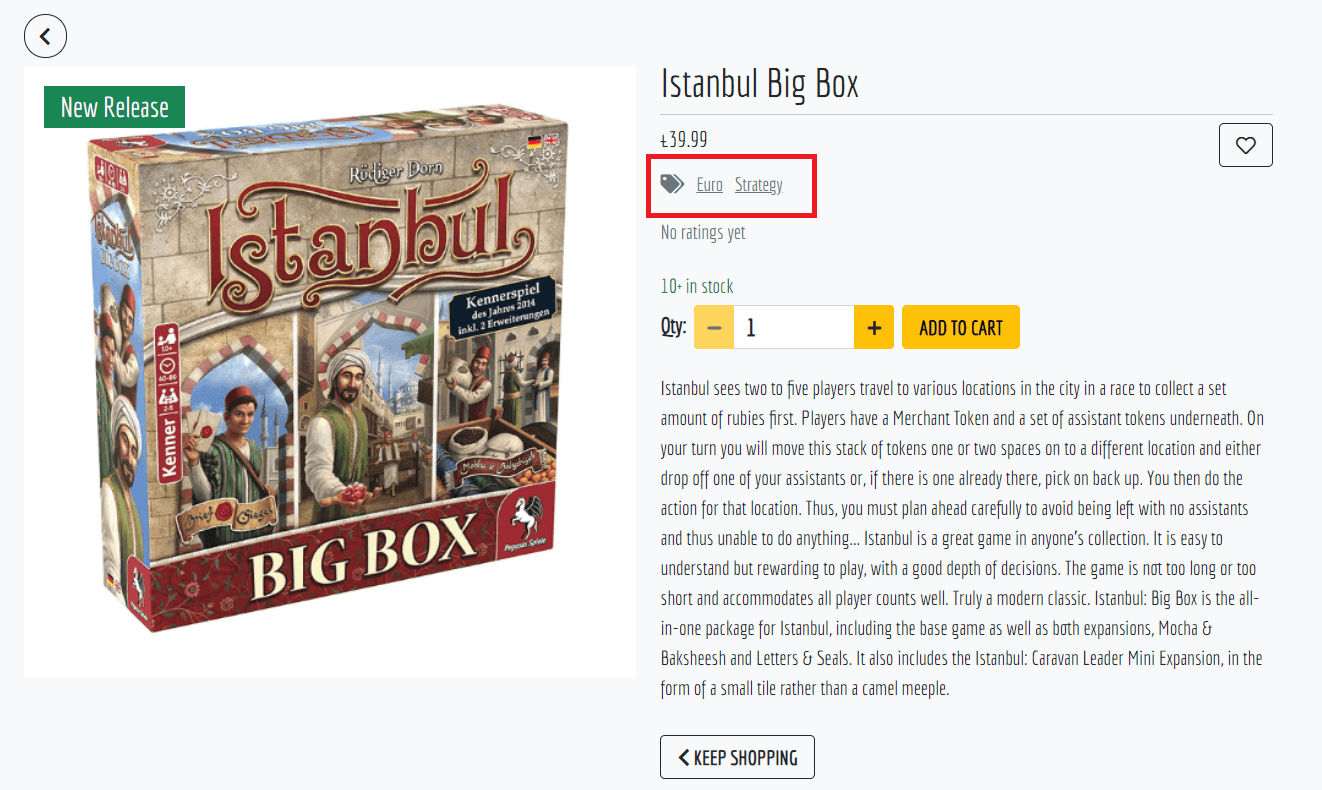 New Release
Rüdiger Dorn
Istanbul
Kennerspiel
des Jahres 2014
inkl. 2 Erweiterungen
10+
40-60
2-5
Kenner
Mokka & Bakschisch
Brief & Siegel
BIG BOX
Pegasus Spiele
Istanbul Big Box
£39.99
Euro Strategy
No ratings yet
10+ in stock
Qty: − 1 + ADD TO CART
Istanbul sees two to five players travel to various locations in the city in a race to collect a set
amount of rubies first. Players have a Merchant Token and a set of assistant tokens underneath. On
your turn you will move this stack of tokens one or two spaces on to a different location and either
drop off one of your assistants or, if there is one already there, pick on back up. You then do the
action for that location. Thus, you must plan ahead carefully to avoid being left with no assistants
and thus unable to do anything... Istanbul is a great game in anyone's collection. It is easy to
understand but rewarding to play, with a good depth of decisions. The game is not too long or too
short and accommodates all player counts well. Truly a modern classic. Istanbul: Big Box is the all-
in-one package for Istanbul, including the base game as well as both expansions, Mocha &
Baksheesh and Letters & Seals. It also includes the Istanbul: Caravan Leader Mini Expansion, in the
form of a small tile rather than a camel meeple.
KEEP SHOPPING